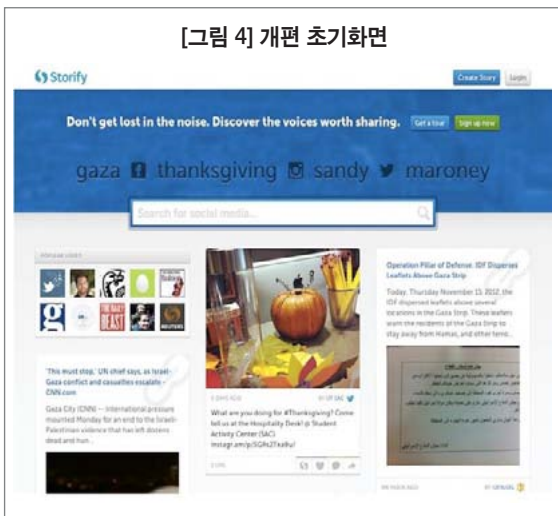 [그림 4] 개편 초기화면
Storify
Create Story
Login
Don't get lost in the noise. Discover the voices worth sharing.
Get a tour
Sign up now
gaza thanksgiving sandy maroney
Search for social media...
THE DAILY
BEAST
REUTERS
'This must stop,' UN chief says, as Israel-
Gaza conflict and casualties escalate -
CNN.com
Gaza City (CNN) — International pressure
mounted Monday for an end to the Israeli-
Palestinian violence that has left dozens
dead and hun...
What are you doing for #Thanksgiving? Come
tell us at the Hospitality Desk! @ Student
Activity Center (SAC)
Operation Pillar of Defense: IDF Disperses
Leaflets Above Gaza Strip
Today, Thursday November 15, 2012, the
IDF dispersed leaflets above several
locations in the Gaza Strip. These leaflets
warn the residents of the Gaza Strip to
stay away from Hamas, and other terro...